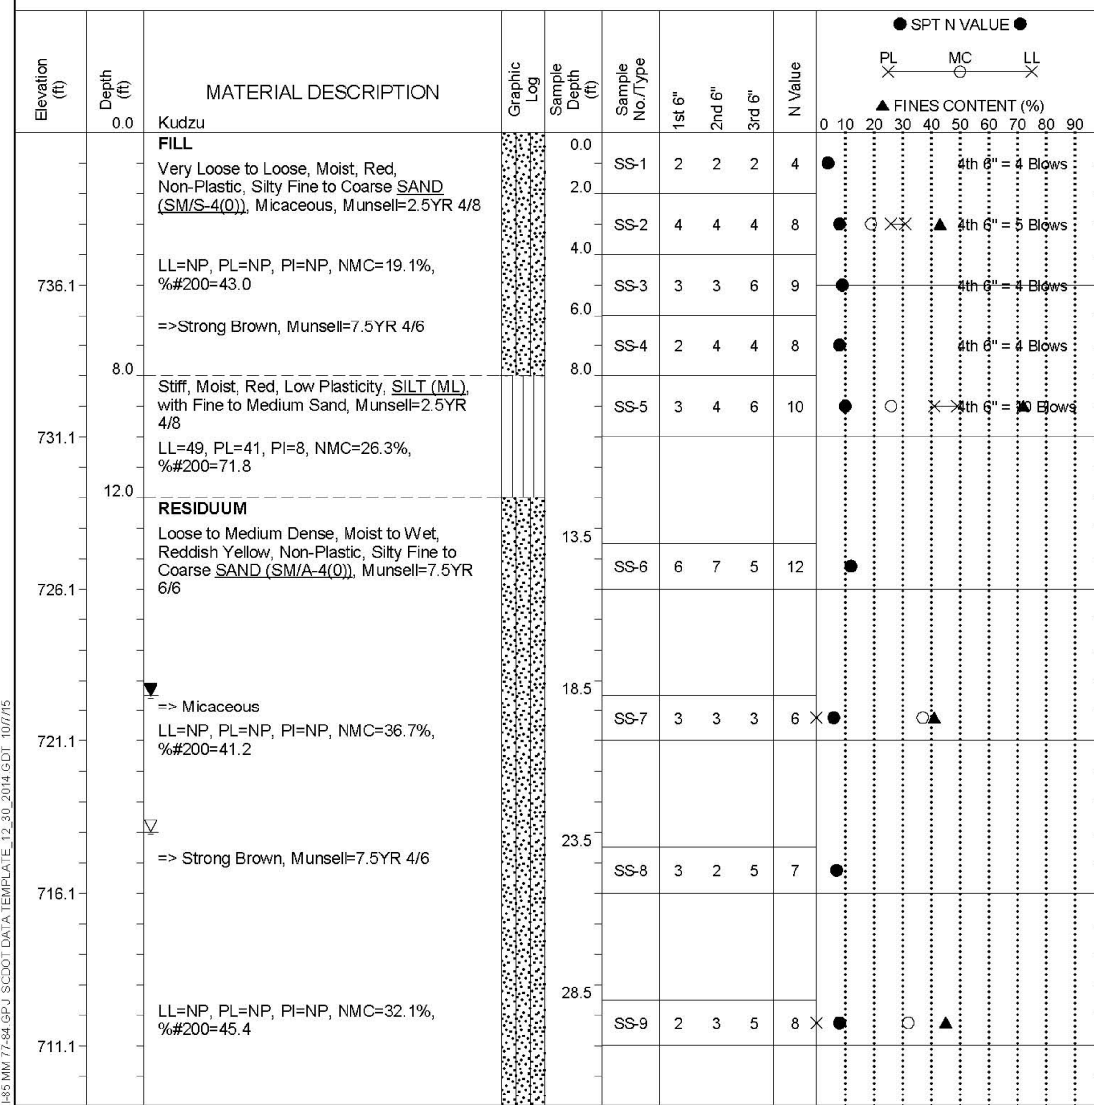 ● SPT N VALUE ●
PL MC LL
▲ FINES CONTENT (%)
0 10 20 30 40 50 60 70 80 90
Elevation
(ft)
Depth
(ft)
MATERIAL DESCRIPTION
Graphic
Log
Sample
Depth
(ft)
Sample
No./Type
1st 6"
2nd 6"
3rd 6"
N Value
0.0 Kudzu
FILL
0.0
Very Loose to Loose, Moist, Red,
Non-Plastic, Silty Fine to Coarse SAND
(SM/S-4(0)), Micaceous, Munsell=2.5YR 4/8
SS-1 2 2 2 4 4th 6" = 4 Blows
2.0
SS-2 4 4 4 8 4th 6" = 5 Blows
4.0
LL=NP, PL=NP, PI=NP, NMC=19.1%,
%#200=43.0
736.1 SS-3 3 3 6 9 4th 6" = 4 Blows
6.0
=>Strong Brown, Munsell=7.5YR 4/6
SS-4 2 4 4 8 4th 6" = 4 Blows
8.0 8.0
Stiff, Moist, Red, Low Plasticity, SILT (ML),
with Fine to Medium Sand, Munsell=2.5YR
4/8
SS-5 3 4 6 10 4th 6" = Blows
731.1
LL=49, PL=41, PI=8, NMC=26.3%,
%#200=71.8
12.0
RESIDUUM
Loose to Medium Dense, Moist to Wet,
Reddish Yellow, Non-Plastic, Silty Fine to
Coarse SAND (SM/A-4(0)), Munsell=7.5YR
6/6
13.5
SS-6 6 7 5 12
726.1
18.5
=> Micaceous
LL=NP, PL=NP, PI=NP, NMC=36.7%,
%#200=41.2
SS-7 3 3 3 6
721.1
23.5
=> Strong Brown, Munsell=7.5YR 4/6
SS-8 3 2 5 7
716.1
28.5
LL=NP, PL=NP, PI=NP, NMC=32.1%,
%#200=45.4
SS-9 2 3 5 8
711.1
I-85 MM 77-84.GPJ SCDOT DATA TEMPLATE_12_30_2014.GDT 10/7/15